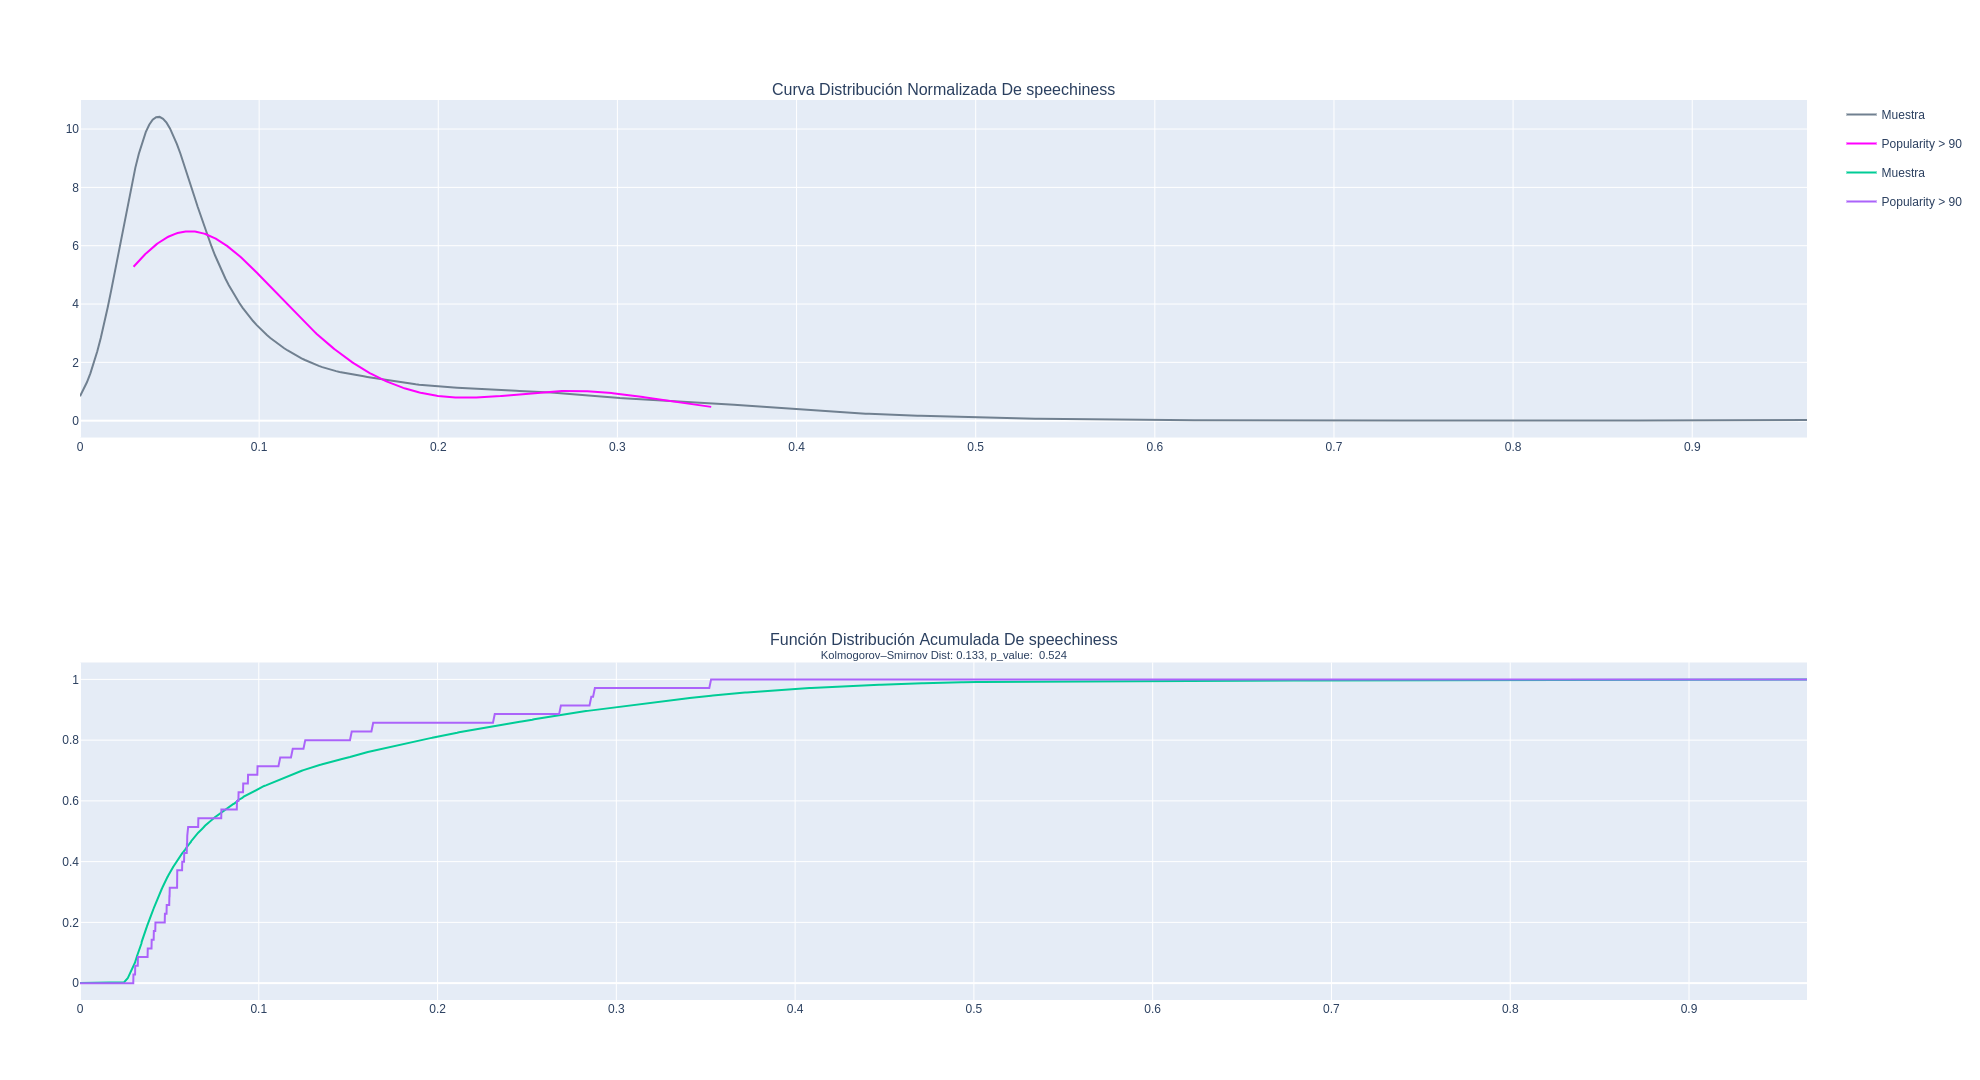 Curva Distribución Normalizada De speechiness
10
8
6
4
2
0
0 0.1 0.2 0.3 0.4 0.5 0.6 0.7 0.8 0.9
Muestra
Popularity > 90
Muestra
Popularity > 90
Función Distribución Acumulada De speechiness
Kolmogorov–Smirnov Dist: 0.133, p_value: 0.524
1
0.8
0.6
0.4
0.2
0
0 0.1 0.2 0.3 0.4 0.5 0.6 0.7 0.8 0.9